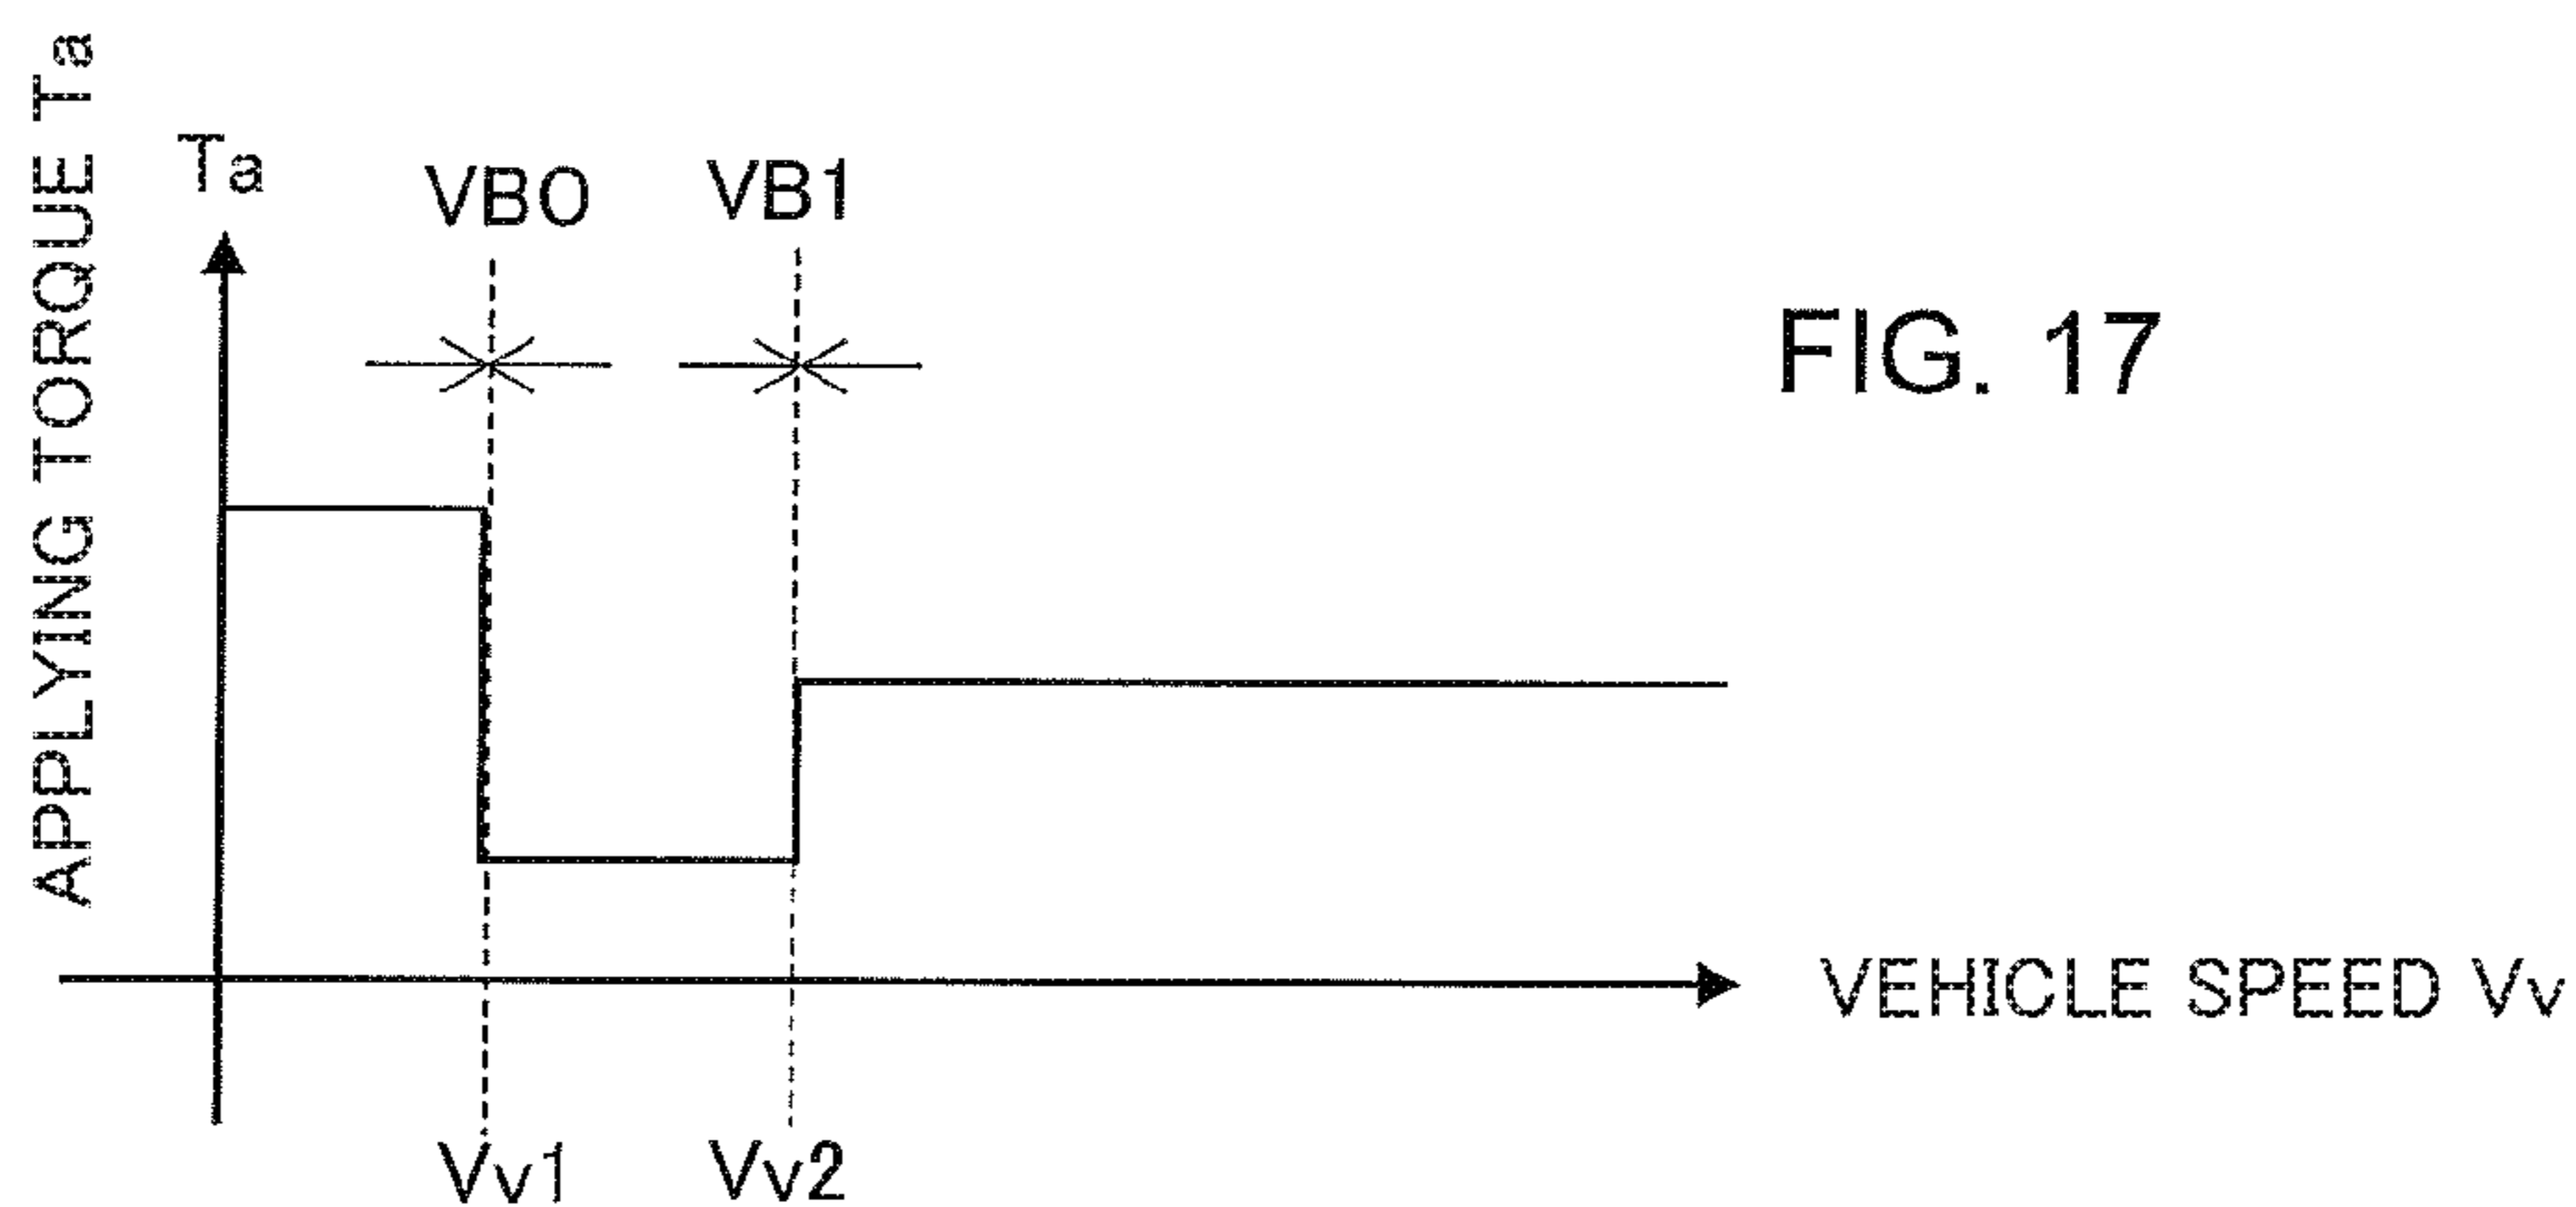 APPLYING TORQUE Ta
Ta
VB0
VB1
FIG. 17
VEHICLE SPEED Vv
Vv1
Vv2